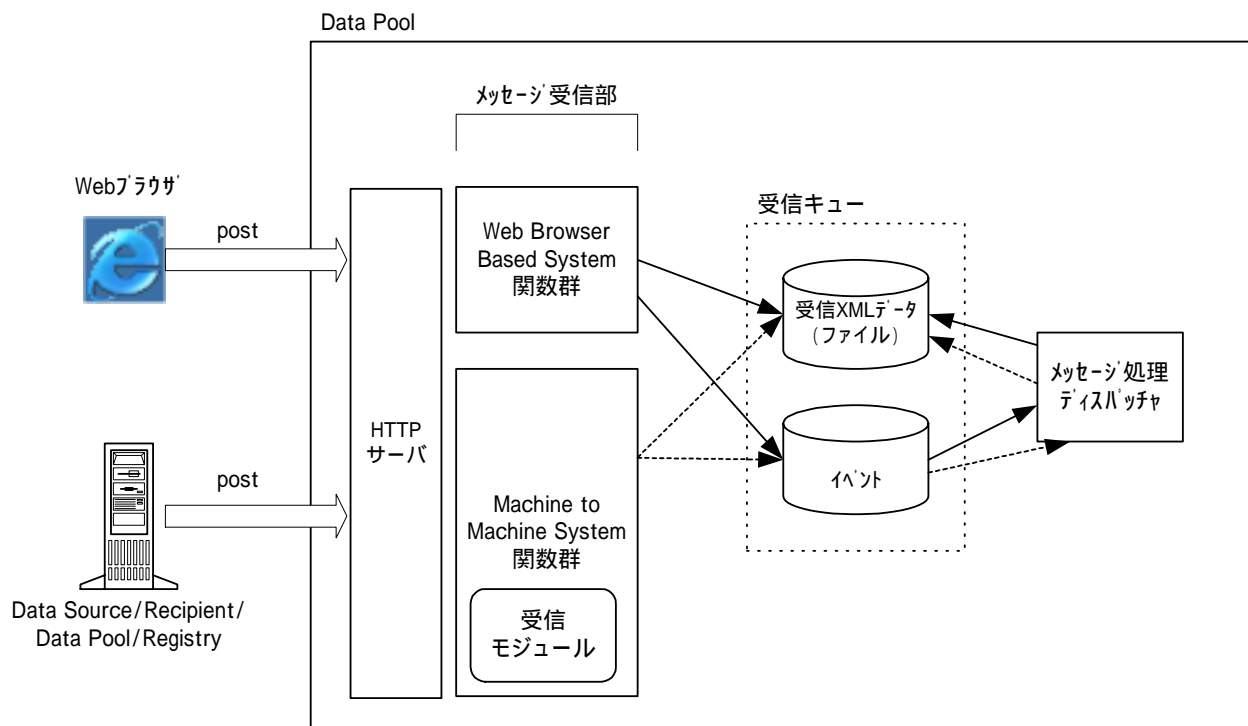 Data Pool
ﾒｯｾｰｼﾞ受信部
Webﾌﾞﾗｳｻﾞ
post
HTTP
サーバ
Web Browser
Based System
関数群
受信キュー
受信XMLﾃﾞｰﾀ
(ファイル)
ﾒｯｾｰｼﾞ処理
ﾃﾞｨｽﾊﾟｯﾁｬ
ｲﾍﾞﾝﾄ
post
Machine to
Machine System
関数群
受信
モジュール
Data Source/Recipient/
Data Pool/Registry